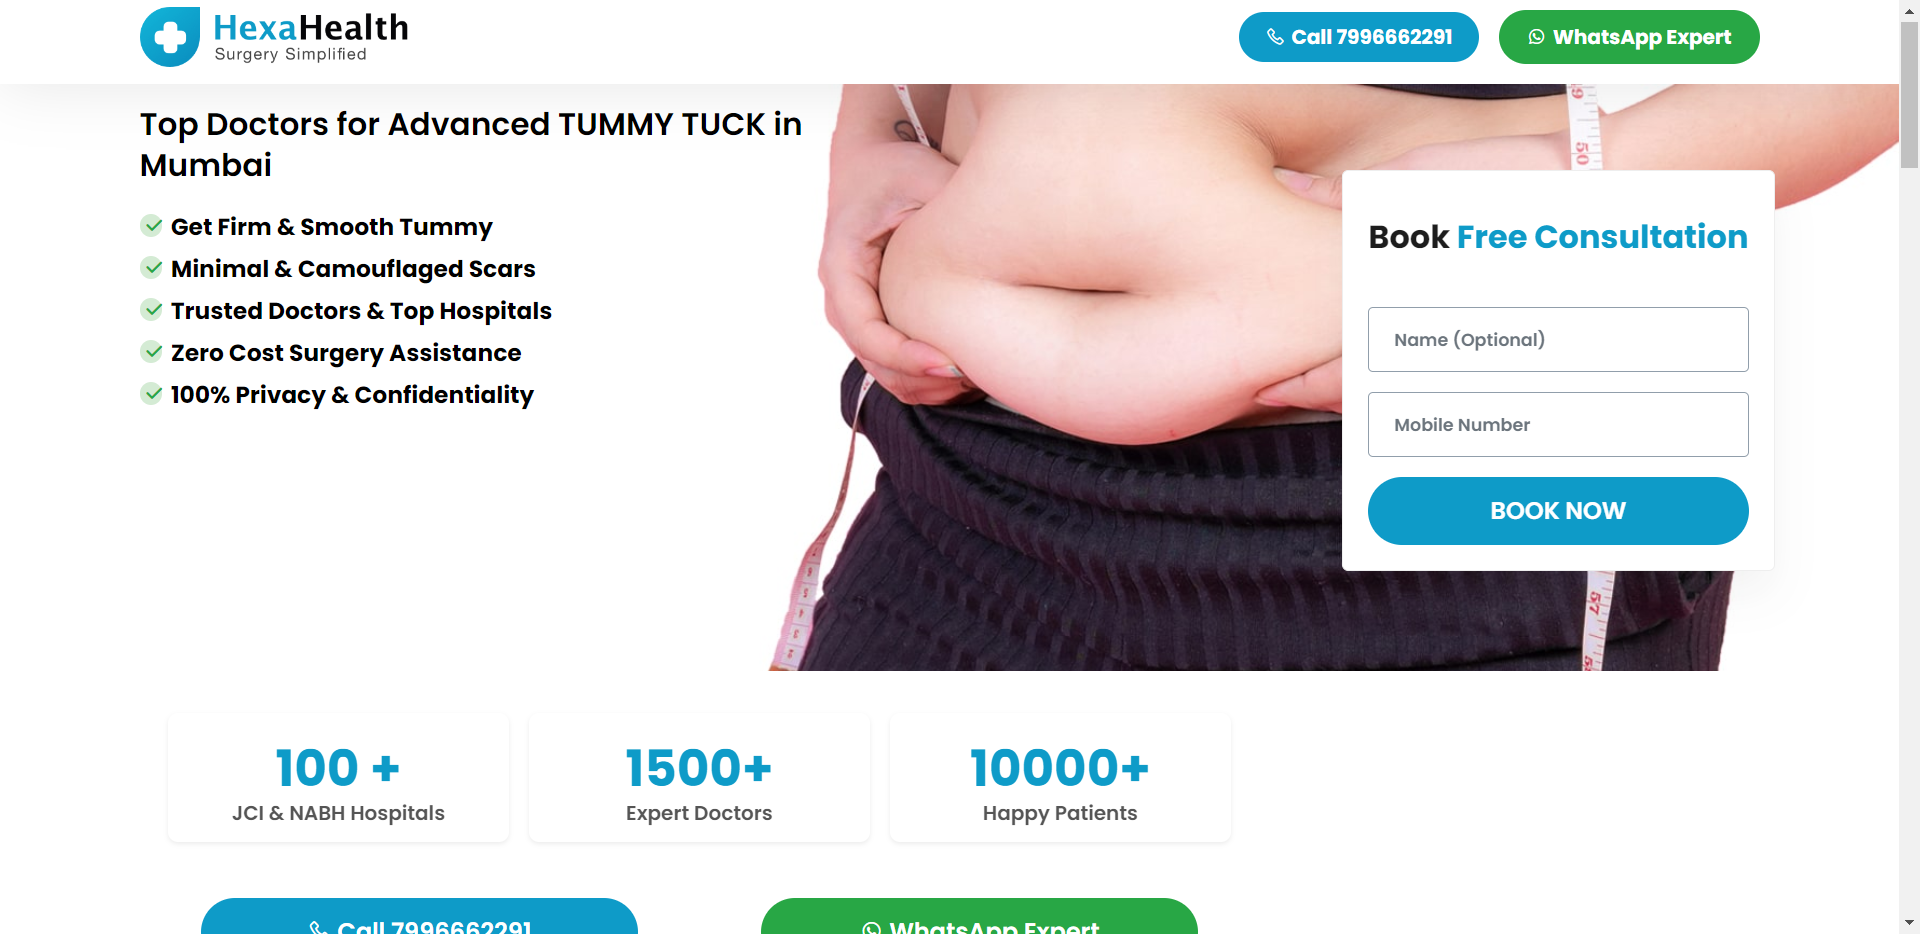 HexaHealth
Surgery Simplified
Call 7996662291
WhatsApp Expert
Top Doctors for Advanced TUMMY TUCK in
Mumbai
Get Firm & Smooth Tummy
Minimal & Camouflaged Scars
Trusted Doctors & Top Hospitals
Zero Cost Surgery Assistance
100% Privacy & Confidentiality
50
57
Book Free Consultation
Name (Optional)
Mobile Number
BOOK NOW
100 +
JCI & NABH Hospitals
1500+
Expert Doctors
10000+
Happy Patients
Call 7996662291
WhatsApp Expert